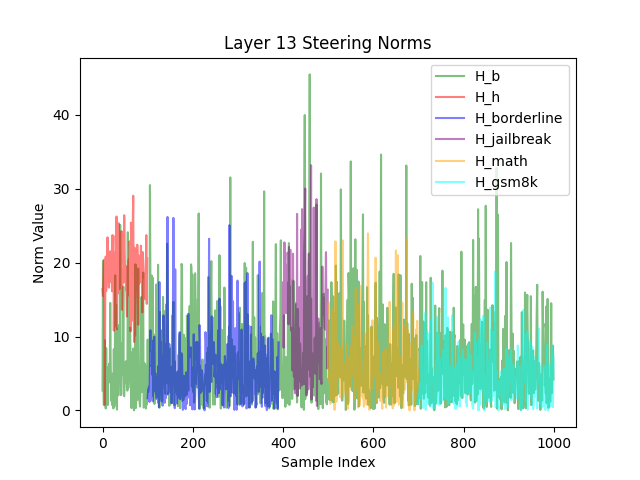 Layer 13 Steering Norms
H_b
H_h
H_borderline
H_jailbreak
H_math
H_gsm8k
Norm Value
40
30
20
10
0
0
200
400
600
800
1000
Sample Index